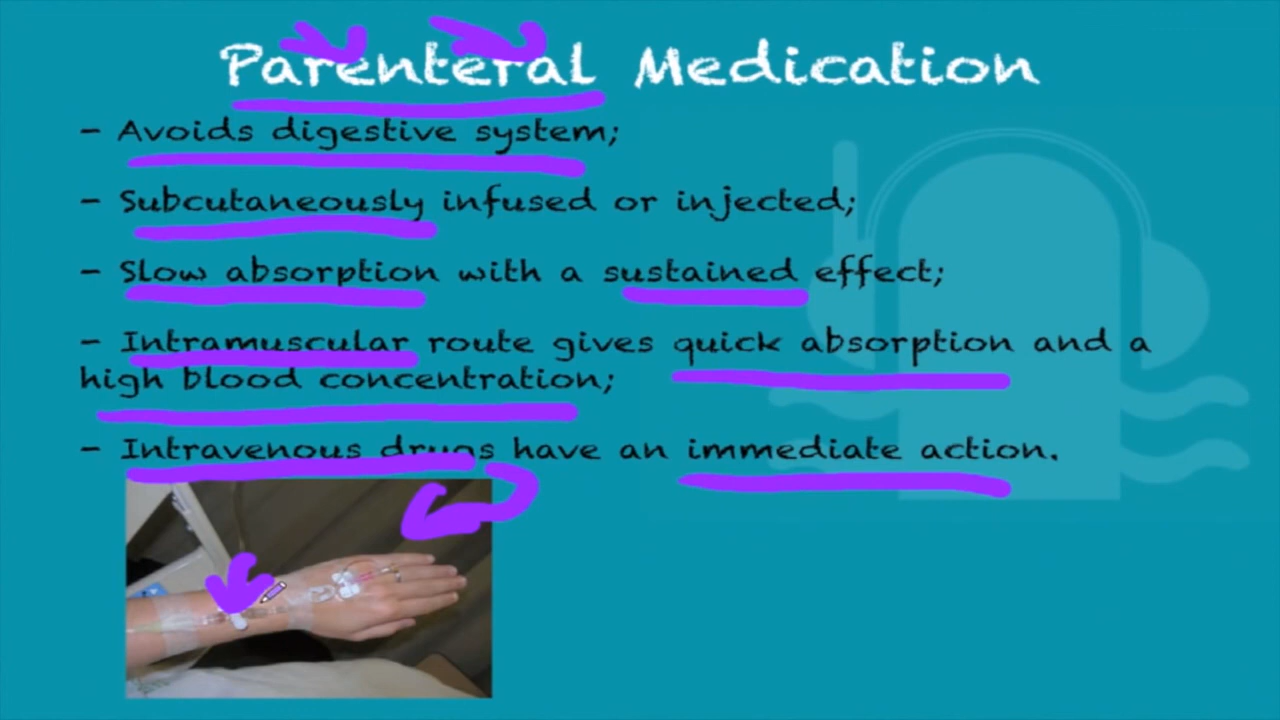 Parenteral Medication
- Avoids digestive system;
- Subcutaneously infused or injected;
- Slow absorption with a sustained effect;
- Intramuscular route gives quick absorption and a
high blood concentration;
- Intravenous drugs have an immediate action.